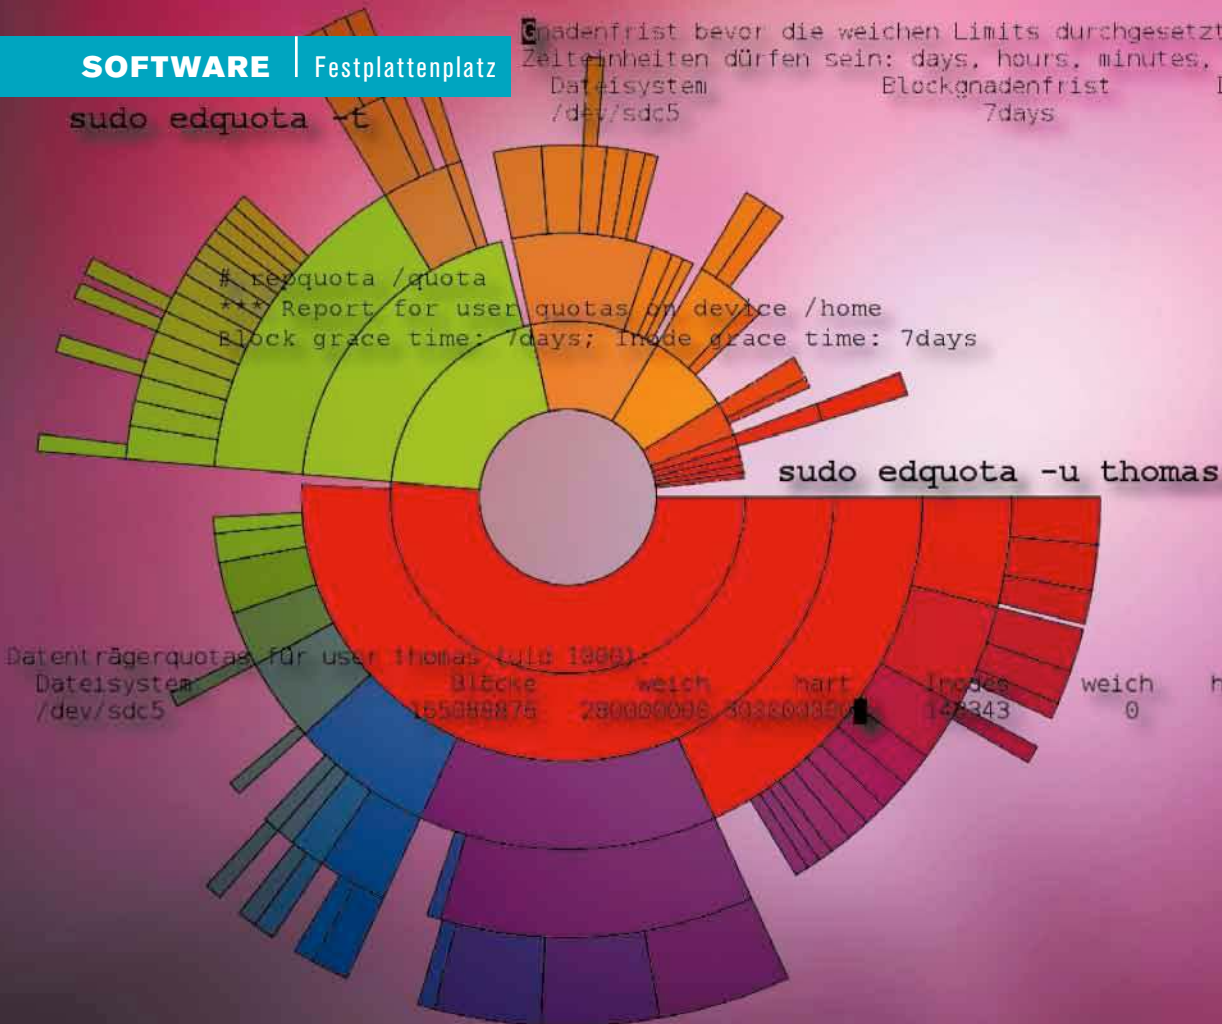 Gnadenfrist bevor die weichen Limits durchgesetzt
SOFTWARE Festplattenplatz
Zeiteinheiten dürfen sein: days, hours, minutes,
Dateisystem Blockgnadenfrist
/dev/sdc5 7days
sudo edquota -t
# repquota /quota
*** Report for user quotas on device /home
Block grace time: 7days; Inode grace time: 7days
sudo edquota -u thomas
Datenträgerquotas für user thomas (uid 1000):
Dateisystem Blöcke weich hart Inodes weich
/dev/sdc5 0